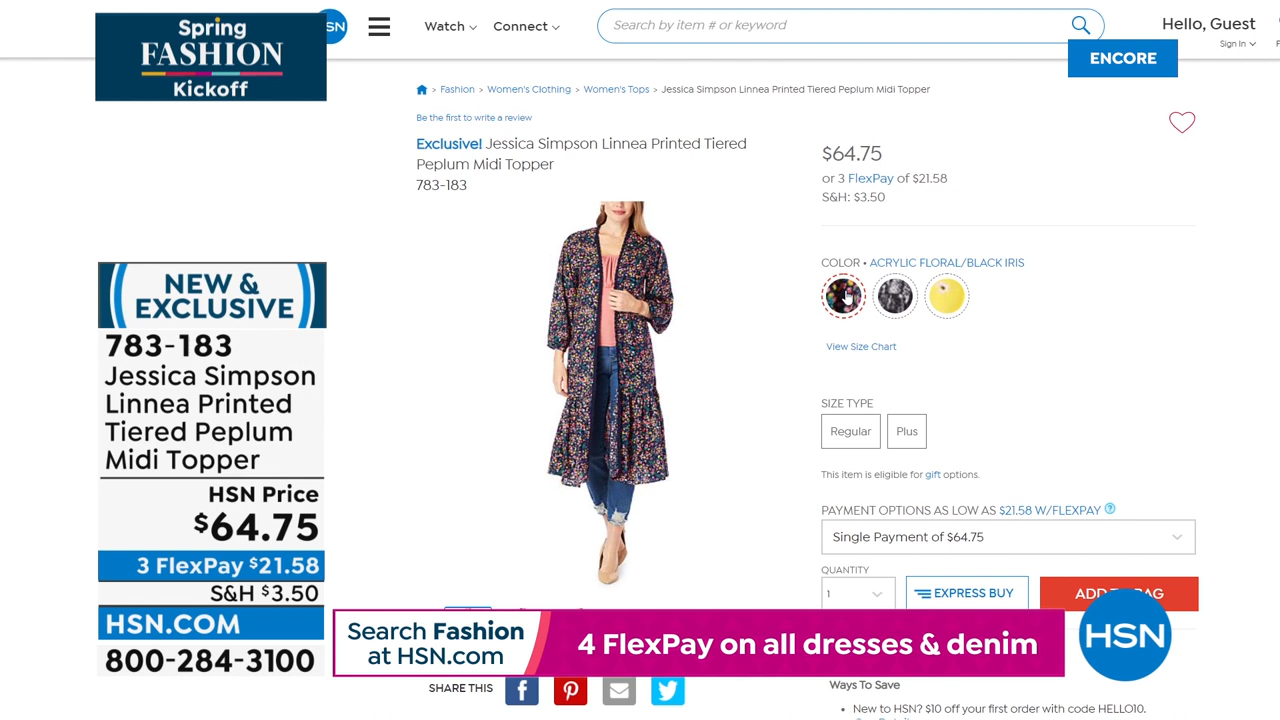 Spring
FASHION
Kickoff
SN
Watch
Connect
Search by item # or keyword
Hello, Guest
Sign In
ENCORE
> Fashion > Women's Clothing > Women's Tops > Jessica Simpson Linnea Printed Tiered Peplum Midi Topper
Be the first to write a review
Exclusive! Jessica Simpson Linnea Printed Tiered
Peplum Midi Topper
783-183
$64.75
or 3 FlexPay of $21.58
S&H: $3.50
COLOR • ACRYLIC FLORAL/BLACK IRIS
View Size Chart
SIZE TYPE
Regular
Plus
This item is eligible for gift options.
PAYMENT OPTIONS AS LOW AS $21.58 W/FLEXPAY ?
Single Payment of $64.75
QUANTITY
1
EXPRESS BUY
NEW &
EXCLUSIVE
783-183
Jessica Simpson
Linnea Printed
Tiered Peplum
Midi Topper
HSN Price
$64.75
3 FlexPay $21.58
S&H $3.50
HSN.COM
800-284-3100
Search Fashion
at HSN.com
4 FlexPay on all dresses & denim
HSN
SHARE THIS
Ways To Save
• New to HSN? $10 off your first order with code HELLO10.